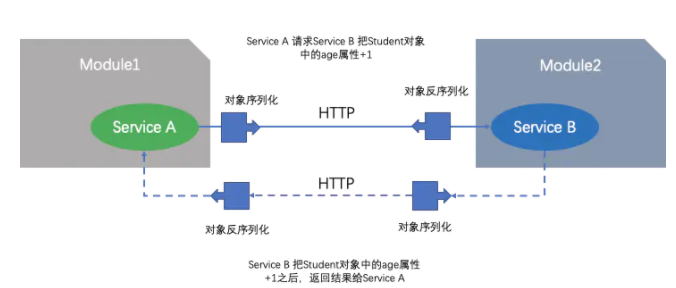 Service A 请求Service B 把Student对象
中的age属性+1
Module1
Module2
对象序列化
对象反序列化
HTTP
Service A
Service B
HTTP
对象反序列化
对象序列化
Service B 把Student对象中的age属性
+1之后，返回结果给Service A